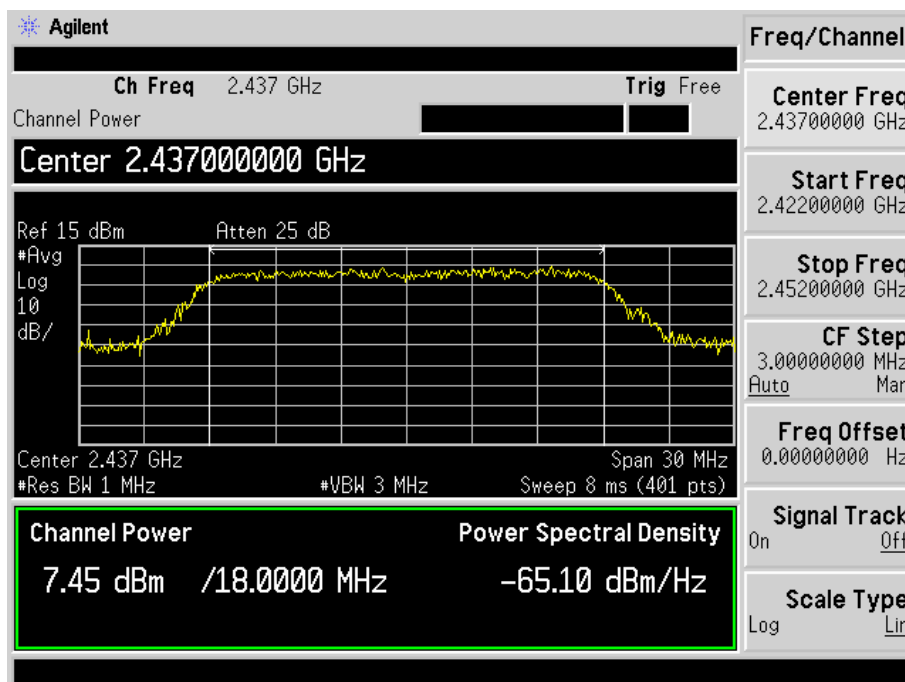 Agilent
Freq/Channel
Ch Freq 2.437 GHz Trig Free
Channel Power
Center 2.437000000 GHz
Ref 15 dBm Atten 25 dB
#Avg
Log
10
dB/
Center 2.437 GHz Span 30 MHz
#Res BW 1 MHz #VBW 3 MHz Sweep 8 ms (401 pts)
Channel Power Power Spectral Density
7.45 dBm /18.0000 MHz -65.10 dBm/Hz
Center Freq
2.43700000 GHz
Start Freq
2.42200000 GHz
Stop Freq
2.45200000 GHz
CF Step
3.00000000 MHz
Auto Man
Freq Offset
0.00000000 Hz
Signal Track
On Off
Scale Type
Log Lin